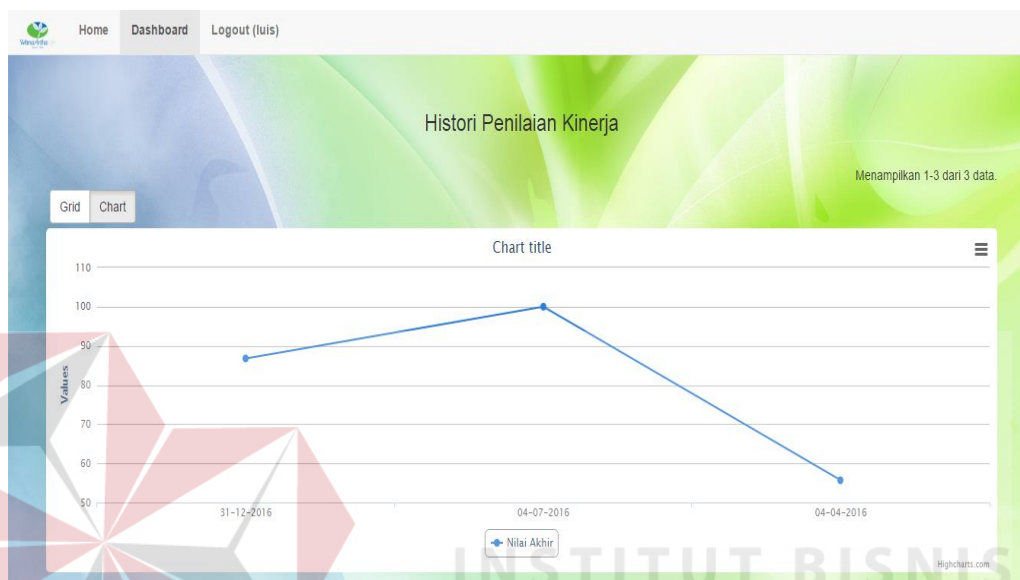 Home Dashboard Logout (luis)
Histori Penilaian Kinerja
Menampilkan 1-3 dari 3 data.
Grid Chart
Chart title
110
100
90
80
70
60
50
Values
31-12-2016 04-07-2016 04-04-2016
Nilai Akhir
INSTITUT BISNIS
Highcharts.com